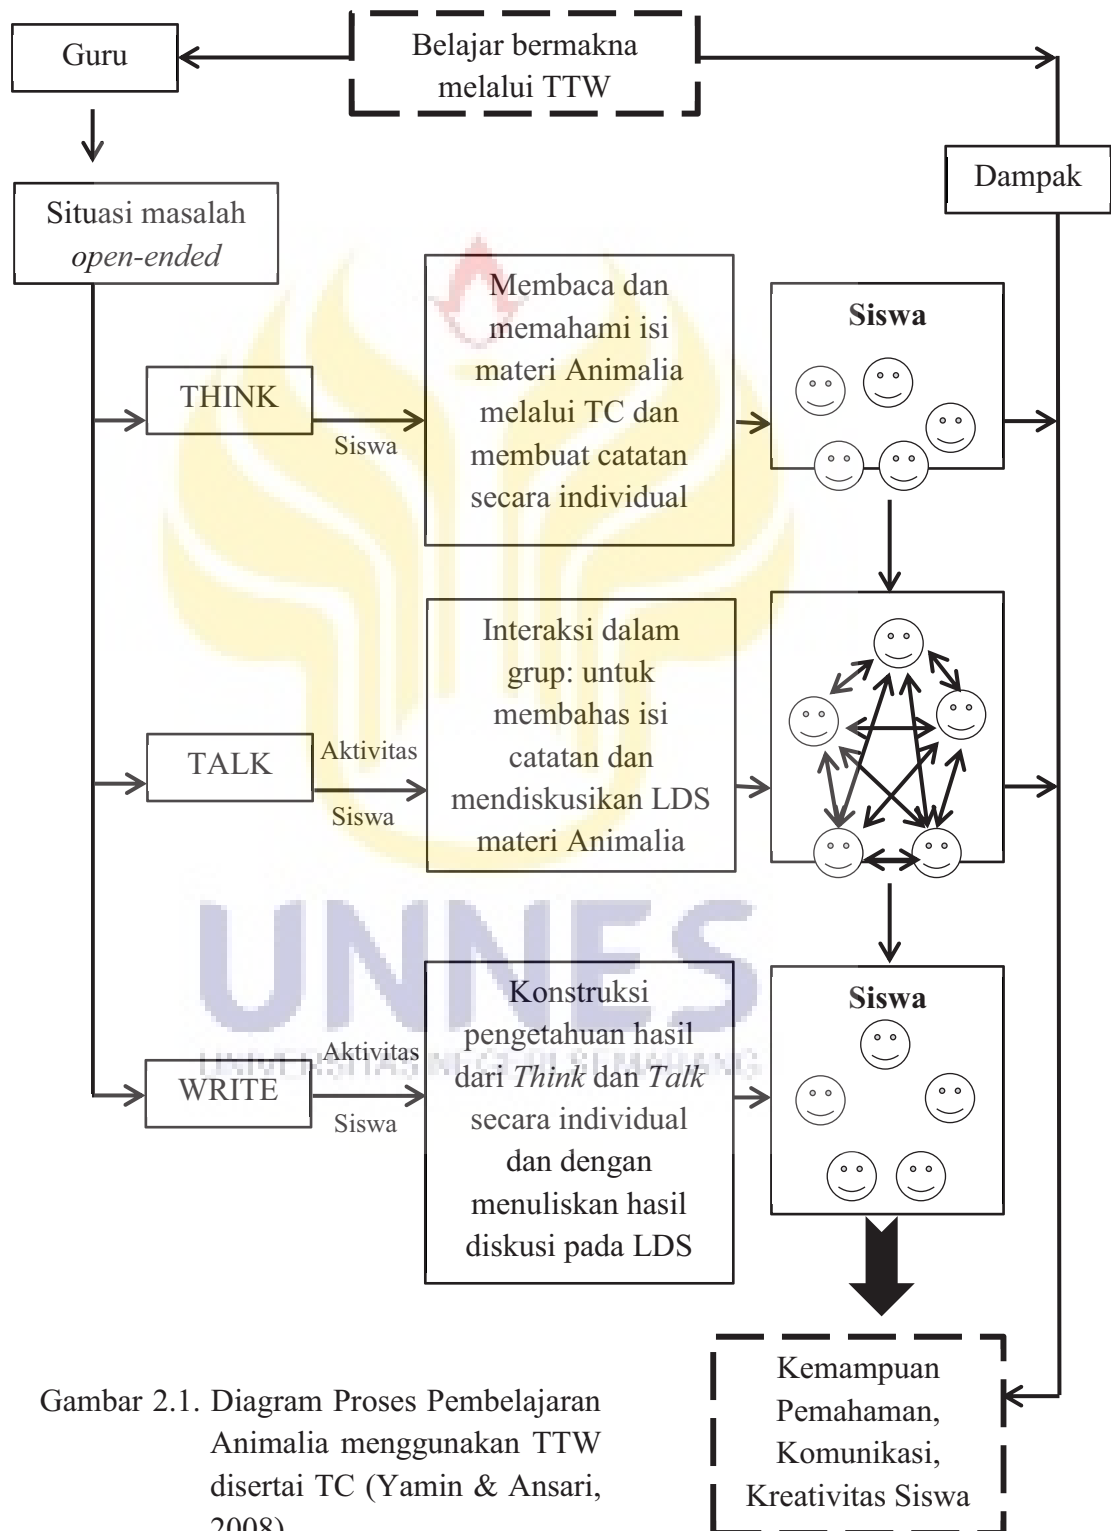 Guru
Belajar bermakna
melalui TTW
Dampak
Situasi masalah
open-ended
THINK
Siswa
Membaca dan
memahami isi
materi Animalia
melalui TC dan
membuat catatan
secara individual
Siswa
TALK
Aktivitas
Siswa
Interaksi dalam
grup: untuk
membahas isi
catatan dan
mendiskusikan LDS
materi Animalia
UNNES
UNIVERSITAS NEGERI SEMARANG
WRITE
Aktivitas
Siswa
Konstruksi
pengetahuan hasil
dari Think dan Talk
secara individual
dan dengan
menuliskan hasil
diskusi pada LDS
Siswa
Kemampuan
Pemahaman,
Komunikasi,
Kreativitas Siswa
Gambar 2.1. Diagram Proses Pembelajaran
Animalia menggunakan TTW
disertai TC (Yamin & Ansari,
2008)